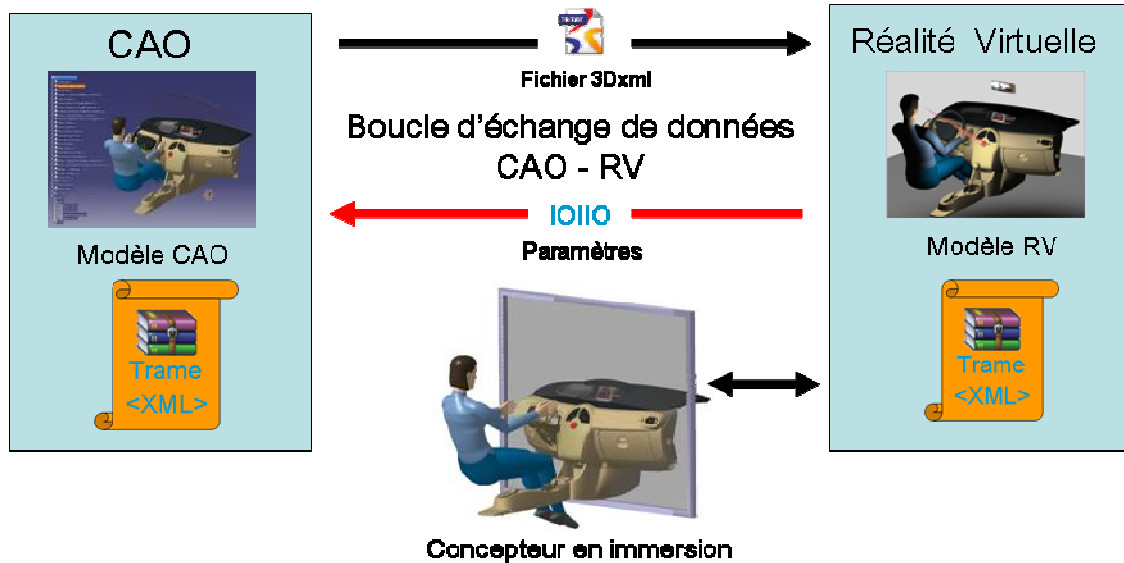 CAO
Réalité Virtuelle
Fichier 3Dxml
Boucle d'échange de données
CAO - RV
IOIIO
Paramètres
Modèle CAO
Modèle RV
Trame
<XML>
Trame
<XML>
Concepteur en immersion